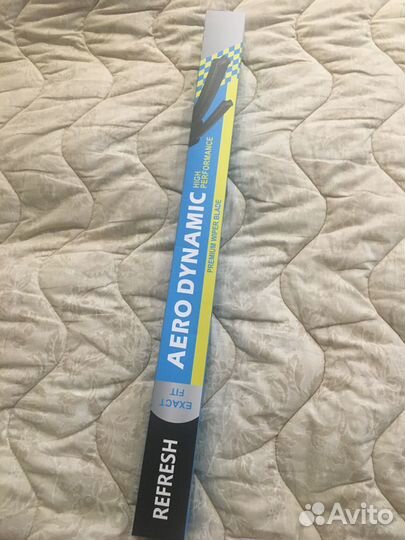 AERO DYNAMIC
HIGH
PERFORMANCE
PREMIUM WIPER BLADE
EXACT
FIT
REFRESH
Avito